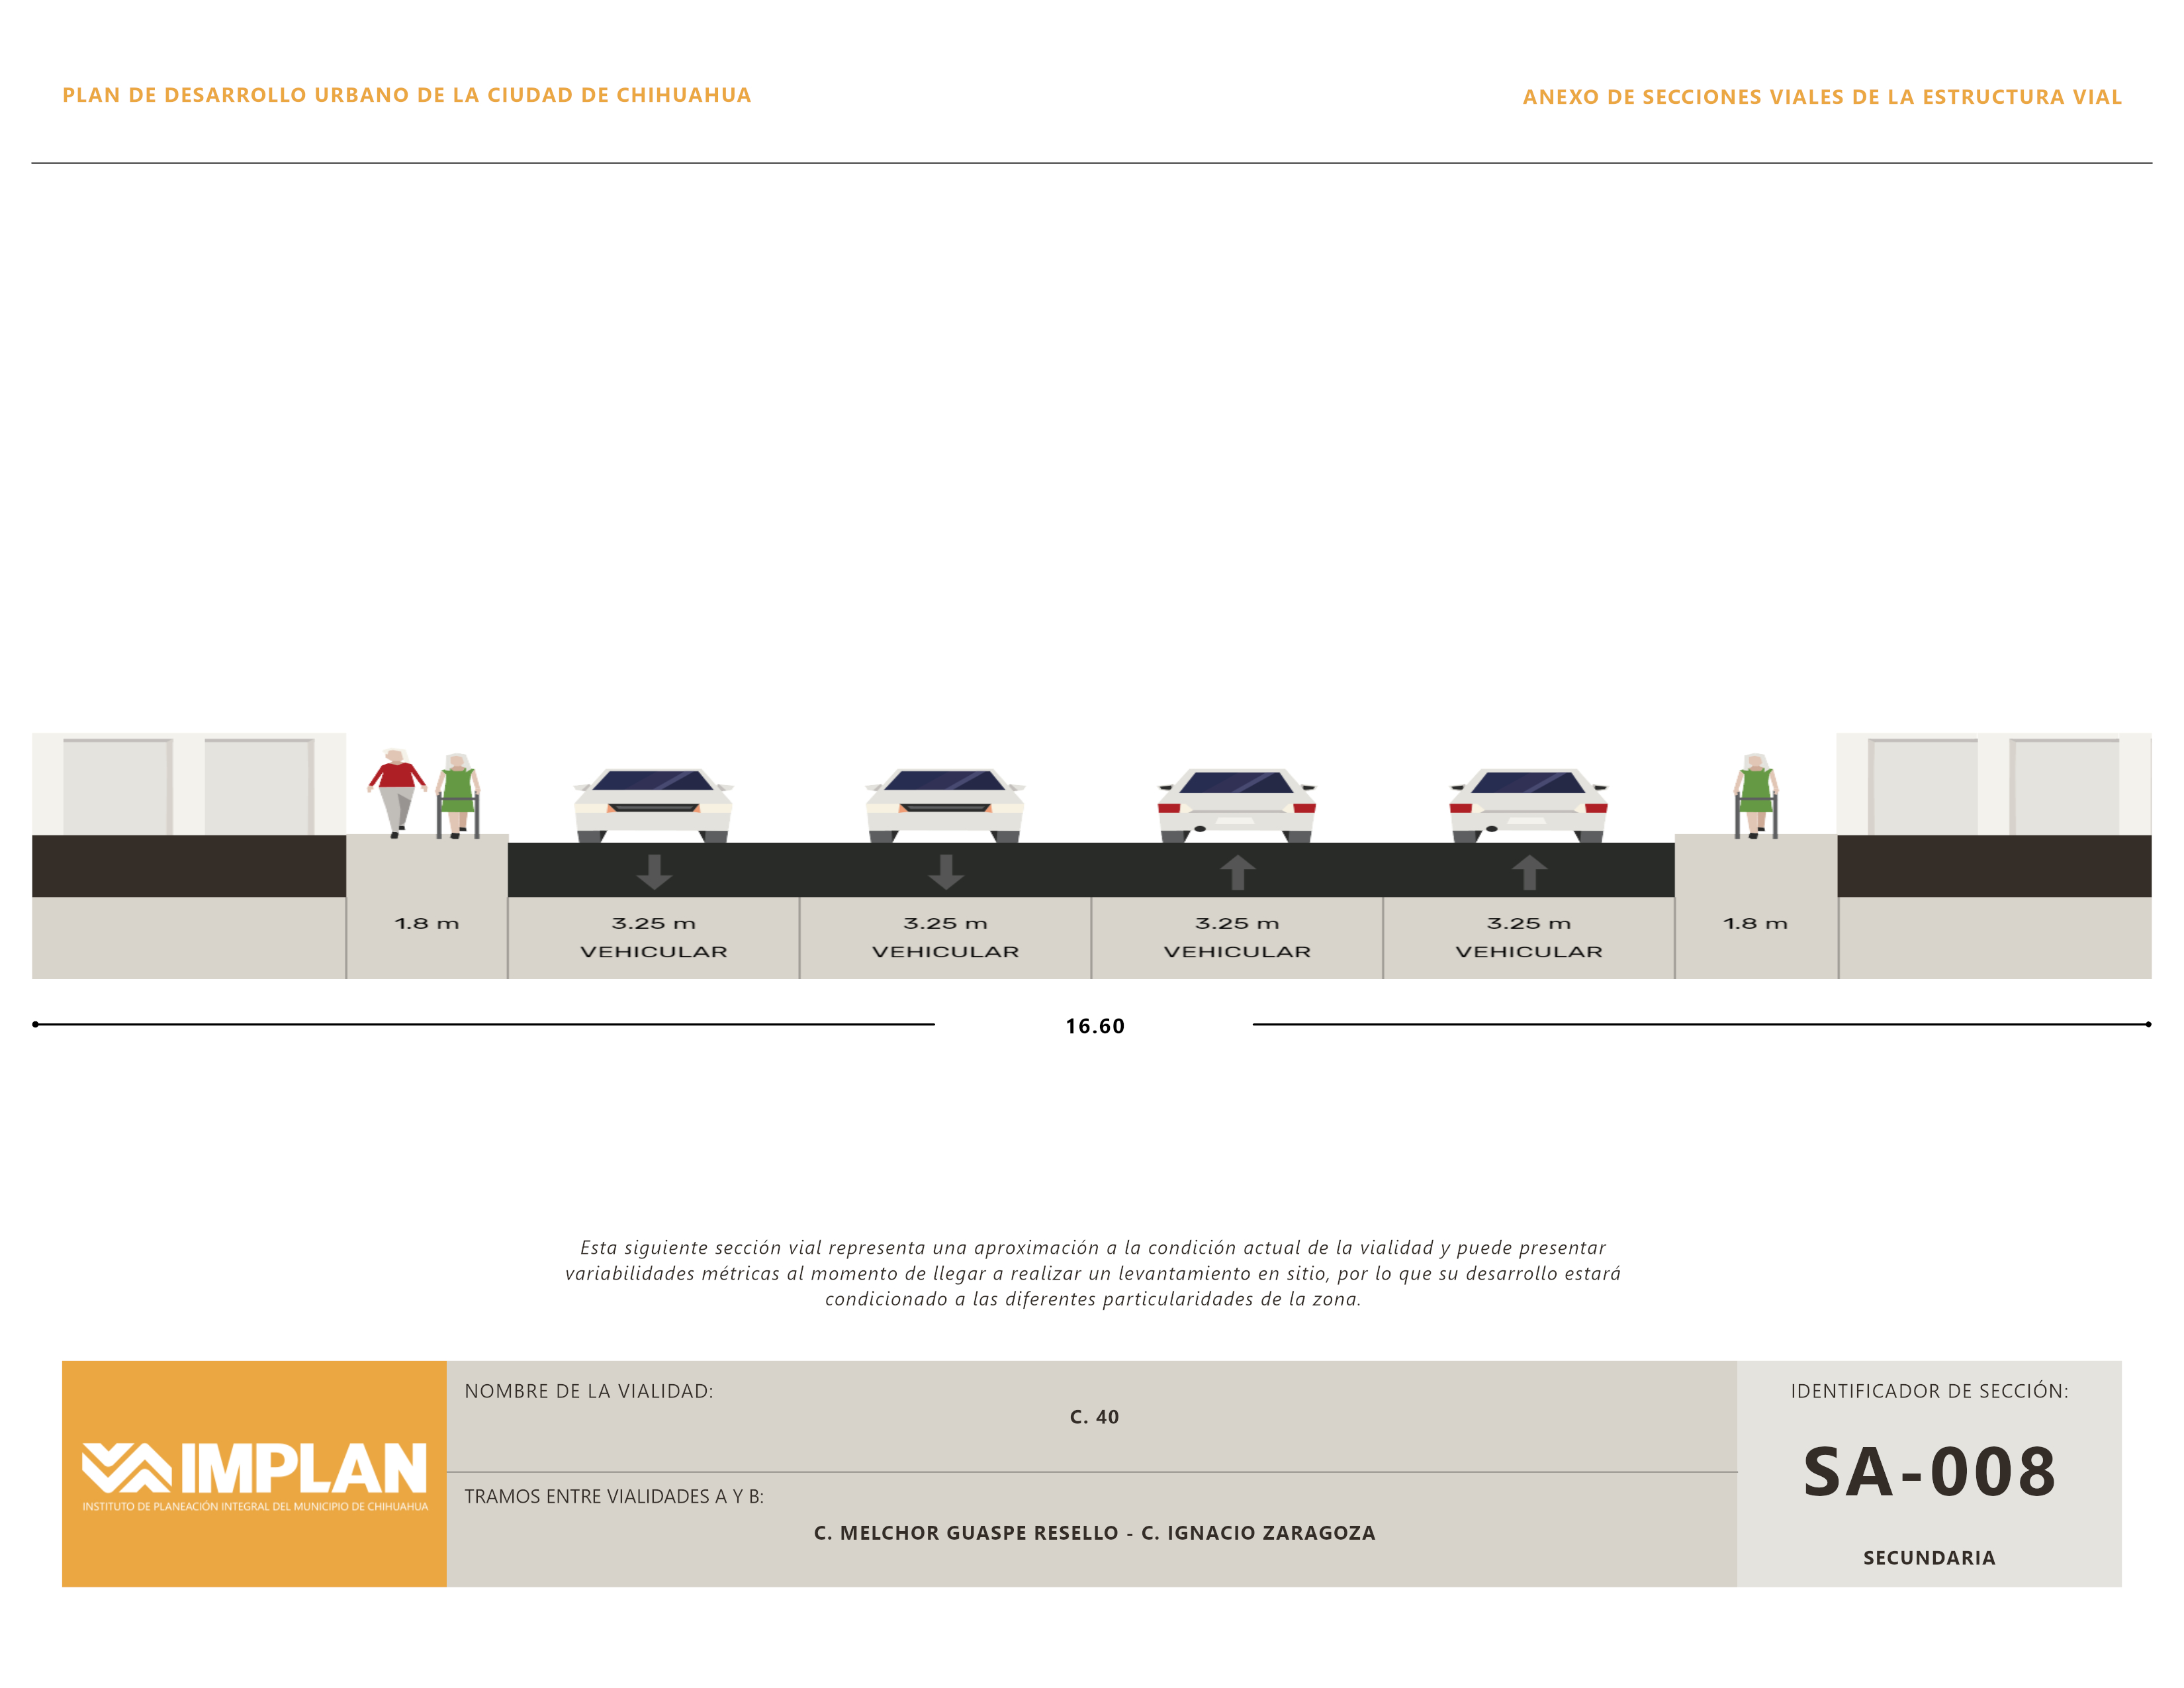 PLAN DE DESARROLLO URBANO DE LA CIUDAD DE CHIHUAHUA
ANEXO DE SECCIONES VIALES DE LA ESTRUCTURA VIAL
1.8 m
3.25 m
VEHICULAR
3.25 m
VEHICULAR
3.25 m
VEHICULAR
3.25 m
VEHICULAR
1.8 m
16.60
Esta siguiente sección vial representa una aproximación a la condición actual de la vialidad y puede presentar
variabilidades métricas al momento de llegar a realizar un levantamiento en sitio, por lo que su desarrollo estará
condicionado a las diferentes particularidades de la zona.
IMPLAN
INSTITUTO DE PLANEACIÓN INTEGRAL DEL MUNICIPIO DE CHIHUAHUA
NOMBRE DE LA VIALIDAD:
C. 40
TRAMOS ENTRE VIALIDADES A Y B:
C. MELCHOR GUASPE RESELLO - C. IGNACIO ZARAGOZA
IDENTIFICADOR DE SECCIÓN:
SA-008
SECUNDARIA